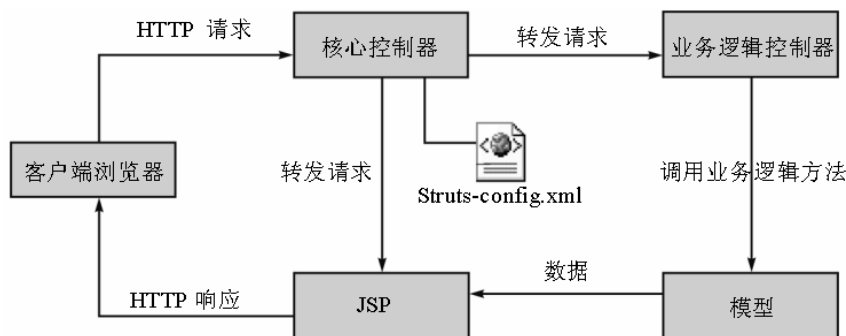 HTTP 请求
核心控制器
转发请求
业务逻辑控制器
客户端浏览器
转发请求
Struts-config.xml
调用业务逻辑方法
HTTP 响应
JSP
数据
模型